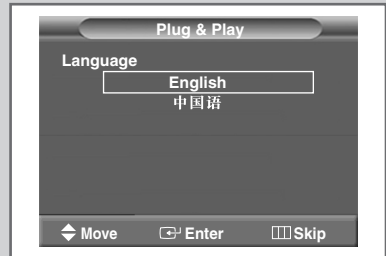 Plug & Play
Language
English
中国语
Move Enter Skip